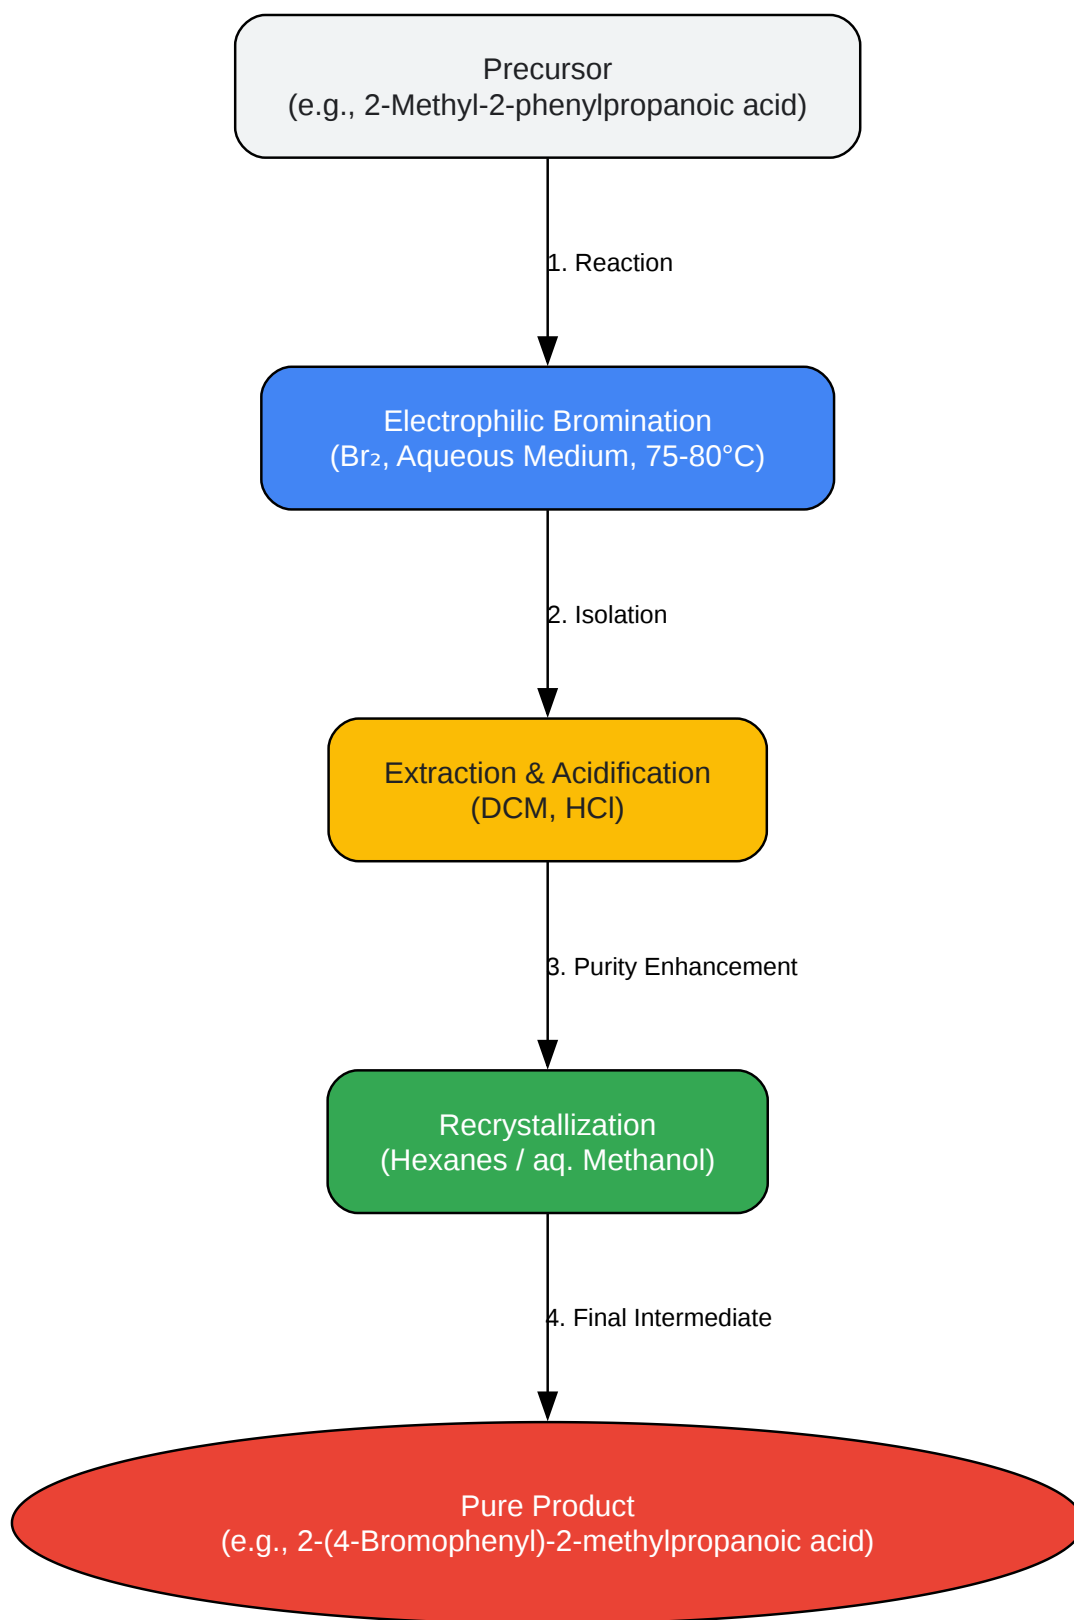 Precursor
(e.g., 2-Methyl-2-phenylpropanoic acid)
1. Reaction
Electrophilic Bromination
(Br₂, Aqueous Medium, 75-80°C)
2. Isolation
Extraction & Acidification
(DCM, HCl)
3. Purity Enhancement
Recrystallization
(Hexanes / aq. Methanol)
4. Final Intermediate
Pure Product
(e.g., 2-(4-Bromophenyl)-2-methylpropanoic acid)